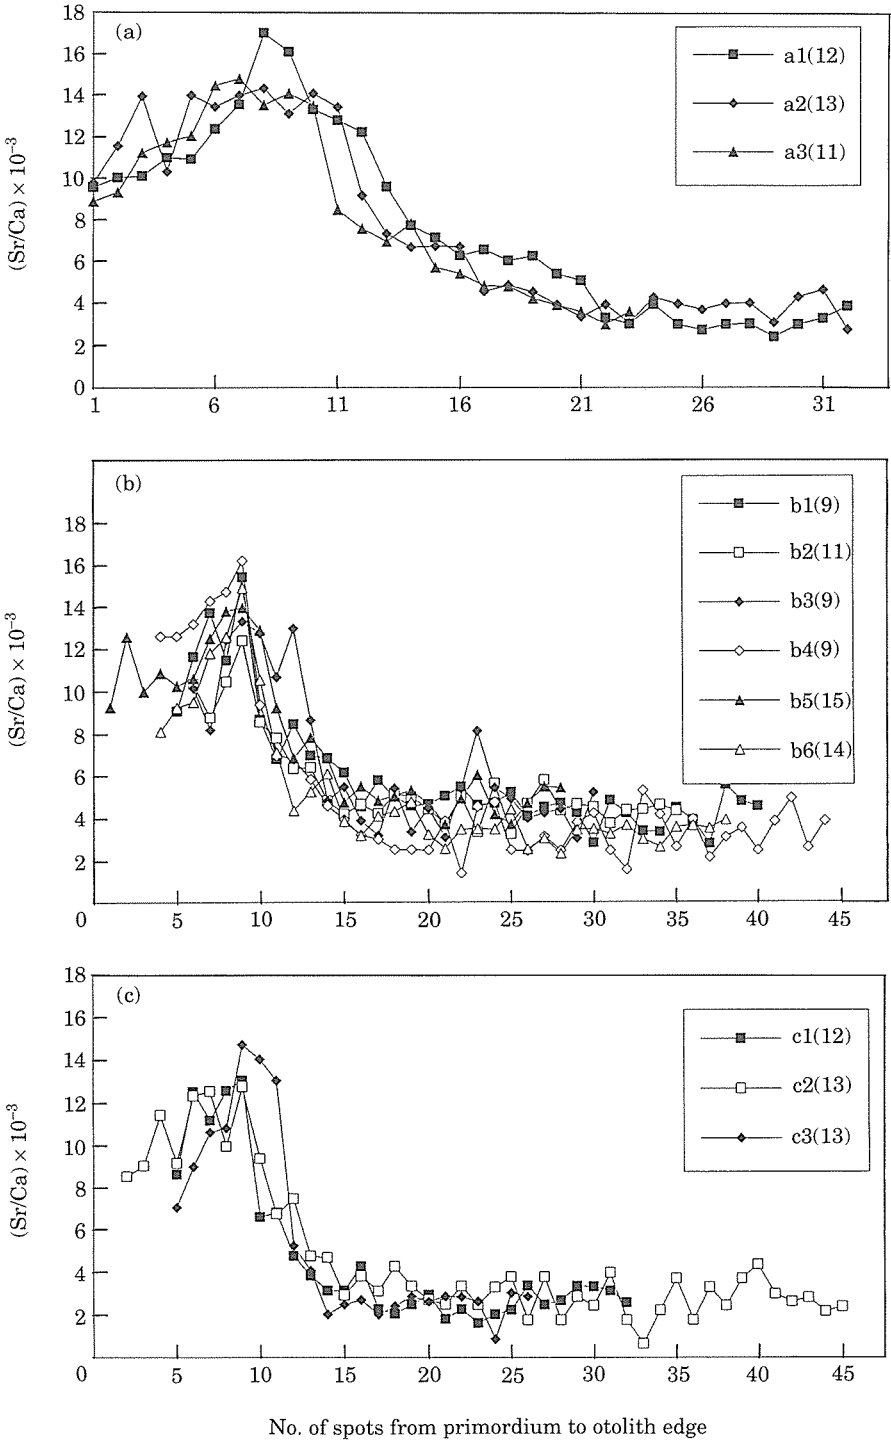 (a)
a1(12)
a2(13)
a3(11)
(Sr/Ca) × 10⁻³
18
16
14
12
10
8
6
4
2
0
1 6 11 16 21 26 31
(b)
b1(9)
b2(11)
b3(9)
b4(9)
b5(15)
b6(14)
(Sr/Ca) × 10⁻³
18
16
14
12
10
8
6
4
2
0 5 10 15 20 25 30 35 40 45
(c)
c1(12)
c2(13)
c3(13)
(Sr/Ca) × 10⁻³
18
16
14
12
10
8
6
4
2
0 5 10 15 20 25 30 35 40 45
No. of spots from primordium to otolith edge